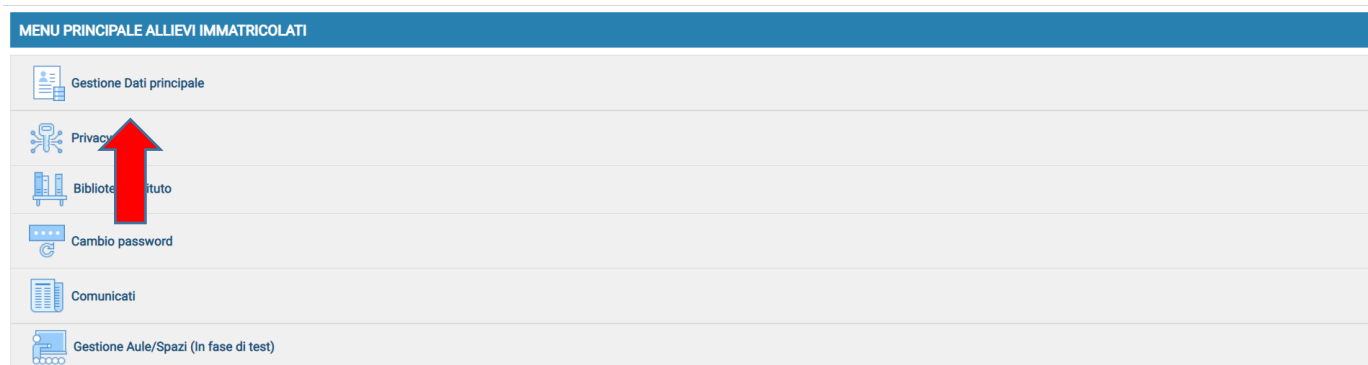 MENU PRINCIPALE ALLIEVI IMMATRICOLATI
Gestione Dati principale
Privacy
Cambio password
Comunicati
Gestione Aule/Spazi (In fase di test)